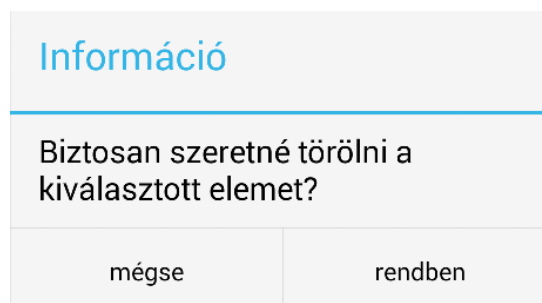 Információ
Biztosan szeretné törölni a
kiválasztott elemet?
mégse
rendben